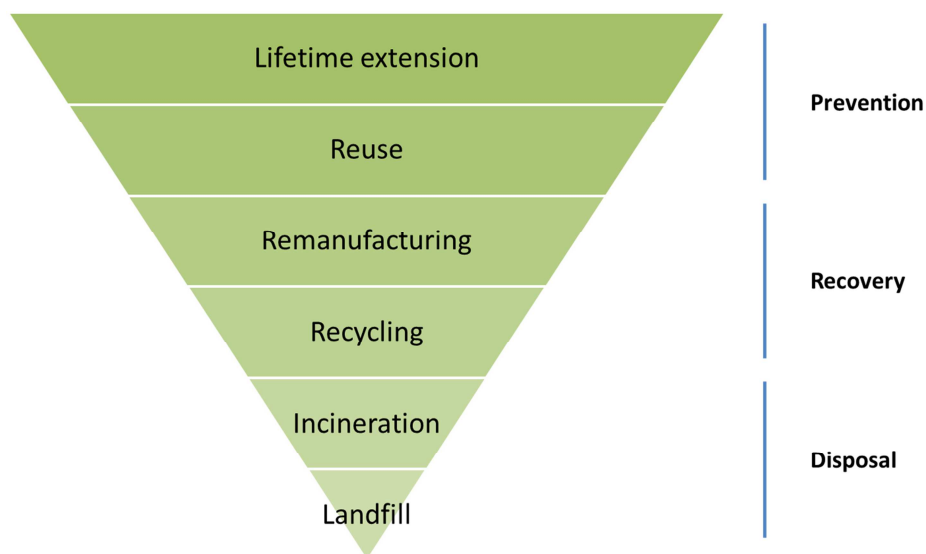 Lifetime extension
Reuse
Remanufacturing
Recycling
Incineration
Landfill
Prevention
Recovery
Disposal